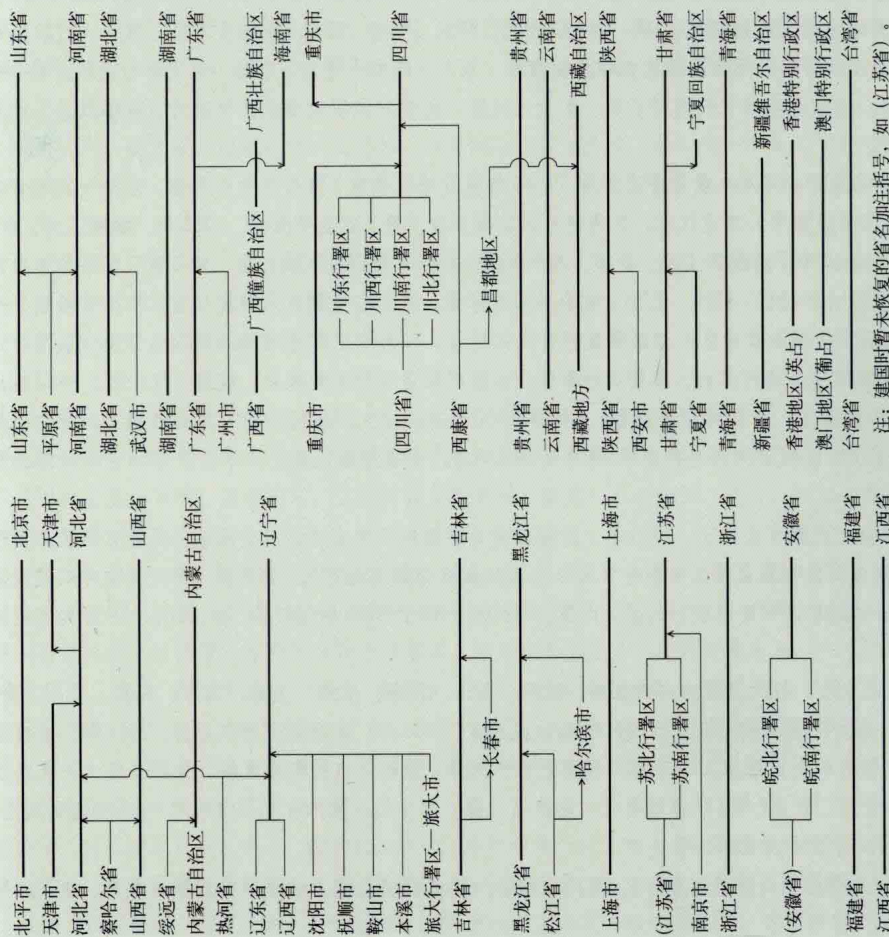 北平市 北京市
天津市 天津市
河北省 河北省
察哈尔省
山西省 山西省
绥远省
内蒙古自治区 内蒙古自治区
热河省
辽东省 辽宁省
辽西省
沈阳市
抚顺市
鞍山市
本溪市
旅大行署区—旅大市
吉林省 吉林省
长春市
黑龙江省 黑龙江省
松江省
哈尔滨市
上海市 上海市
苏北行署区
(江苏省) 江苏省
苏南行署区
南京市
浙江省 浙江省
皖北行署区
(安徽省) 安徽省
皖南行署区
福建省 福建省
江西省 江西省
山东省 山东省
平原省
河南省 河南省
湖北省 湖北省
武汉市
湖南省 湖南省
广东省 广东省
广州市
广西省 广西僮族自治区 广西壮族自治区
海南省
重庆市 重庆市
川东行署区
川西行署区
(四川省) 四川省
川南行署区
川北行署区
西康省
昌都地区
贵州省 贵州省
云南省 云南省
西藏地方 西藏自治区
陕西省 陕西省
西安市
甘肃省 甘肃省
宁夏省 宁夏回族自治区
青海省 青海省
新疆省 新疆维吾尔自治区
香港地区(英占) 香港特别行政区
澳门地区(葡占) 澳门特别行政区
台湾省 台湾省
注：建国时暂未恢复的省名加注括号，如（江苏省）。